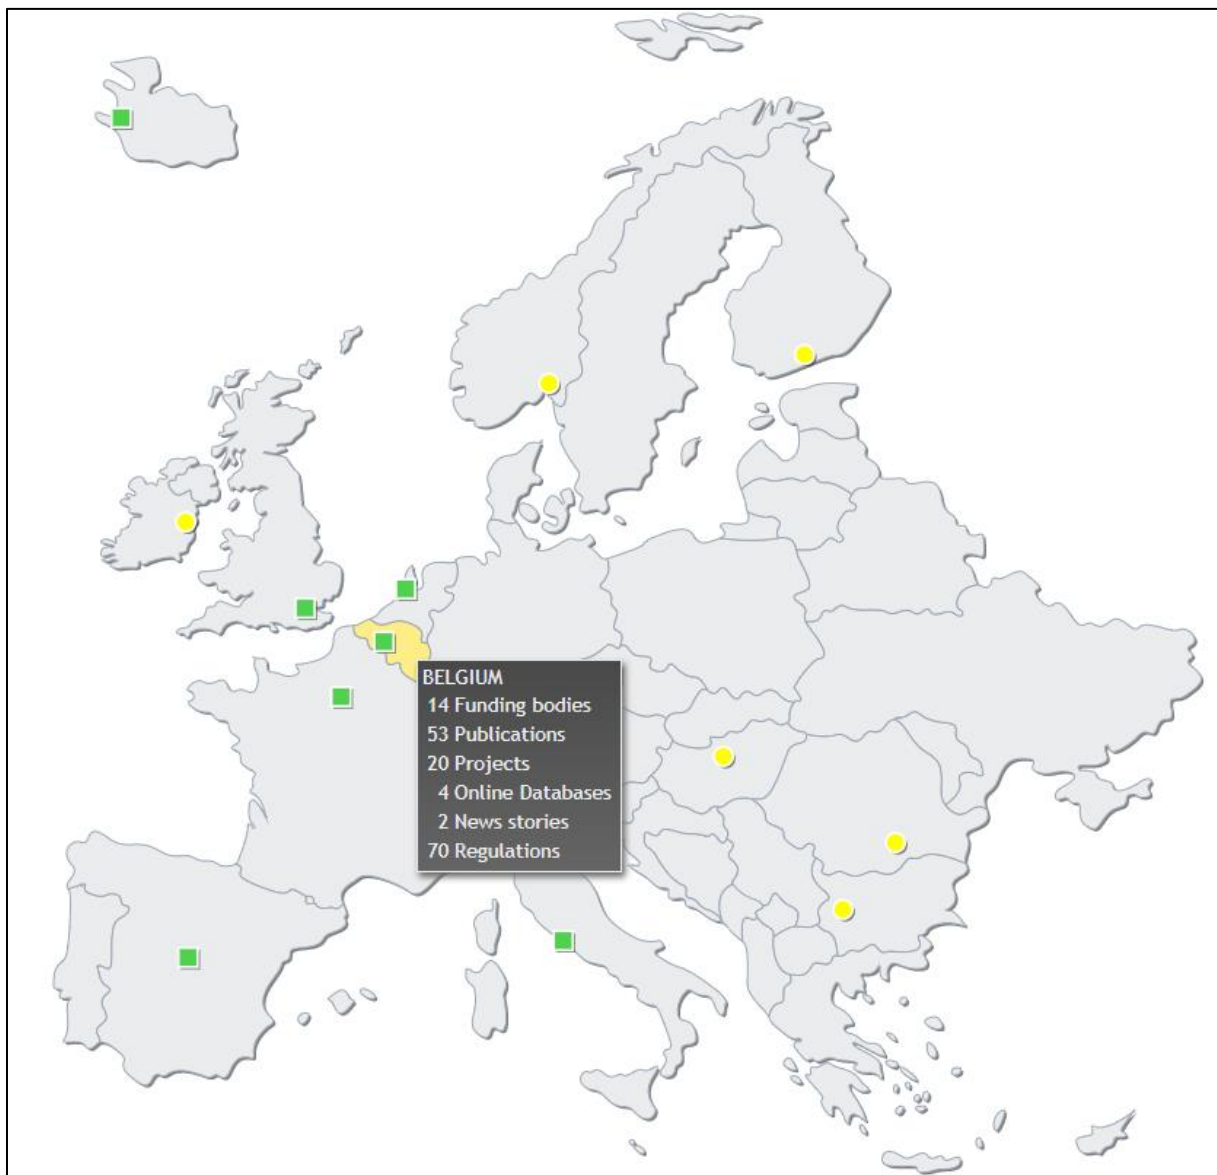 BELGIUM
14 Funding bodies
53 Publications
20 Projects
4 Online Databases
2 News stories
70 Regulations